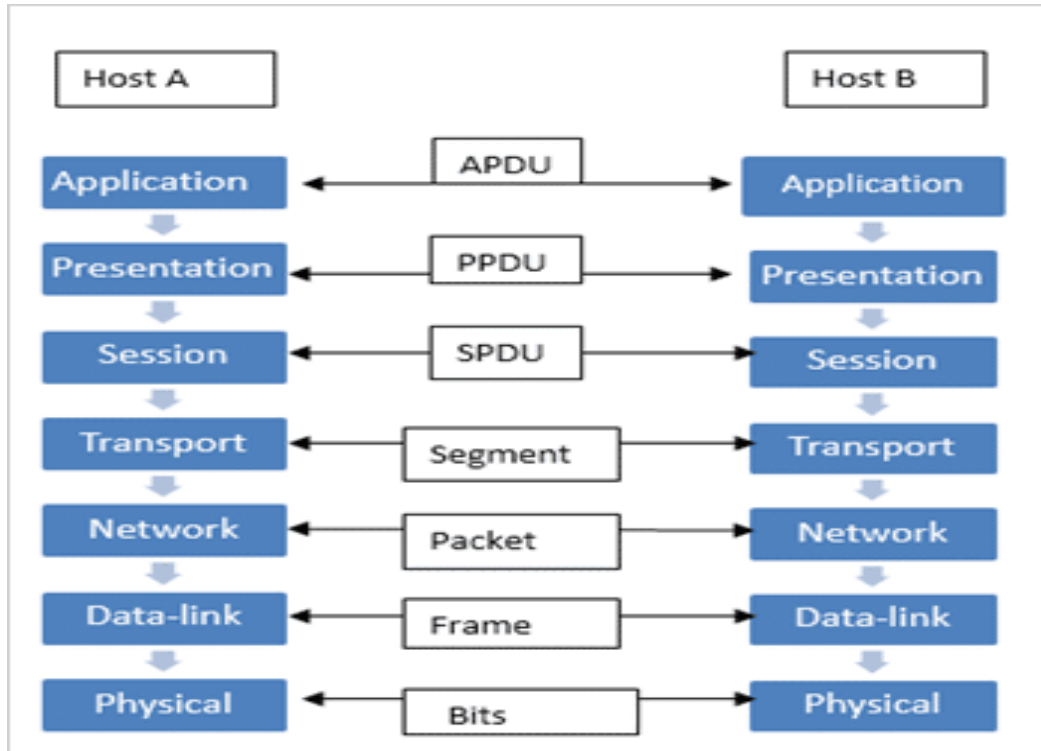 Host A
Host B
Application
APDU
Application
Presentation
PPDU
Presentation
Session
SPDU
Session
Transport
Segment
Transport
Network
Packet
Network
Data-link
Frame
Data-link
Physical
Bits
Physical